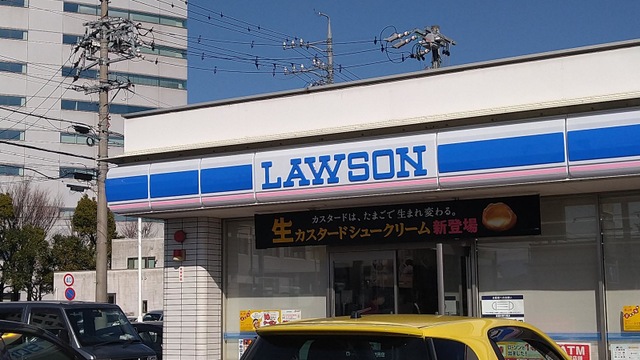 LAWSON
カスタードは、たまごで生まれ変わる。
生カスタードシュークリーム新登場
ATM